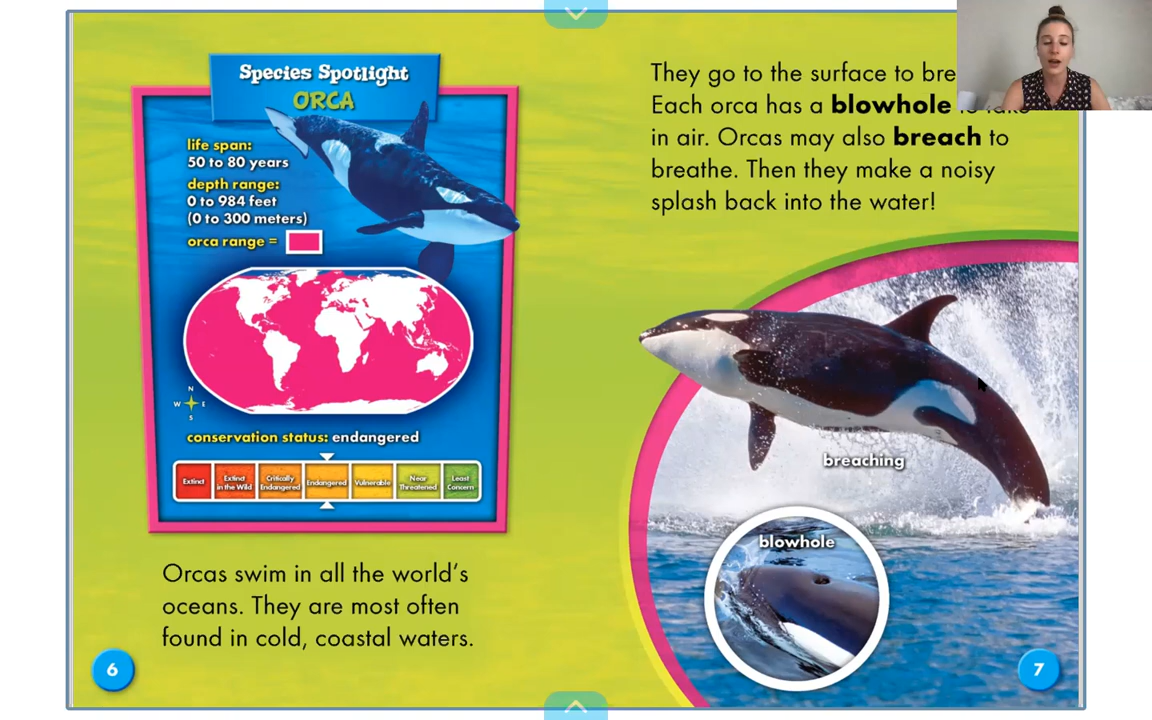 Species Spotlight
ORCA
life span:
50 to 80 years
depth range:
0 to 984 feet
(0 to 300 meters)
orca range =
N
W E
S
conservation status: endangered
Extinct
Extinct in the Wild
Critically Endangered
Endangered
Vulnerable
Near Threatened
Least Concern
Orcas swim in all the world's
oceans. They are most often
found in cold, coastal waters.
6
They go to the surface to
Each orca has a blowhole
in air. Orcas may also breach to
breathe. Then they make a noisy
splash back into the water!
breaching
blowhole
7